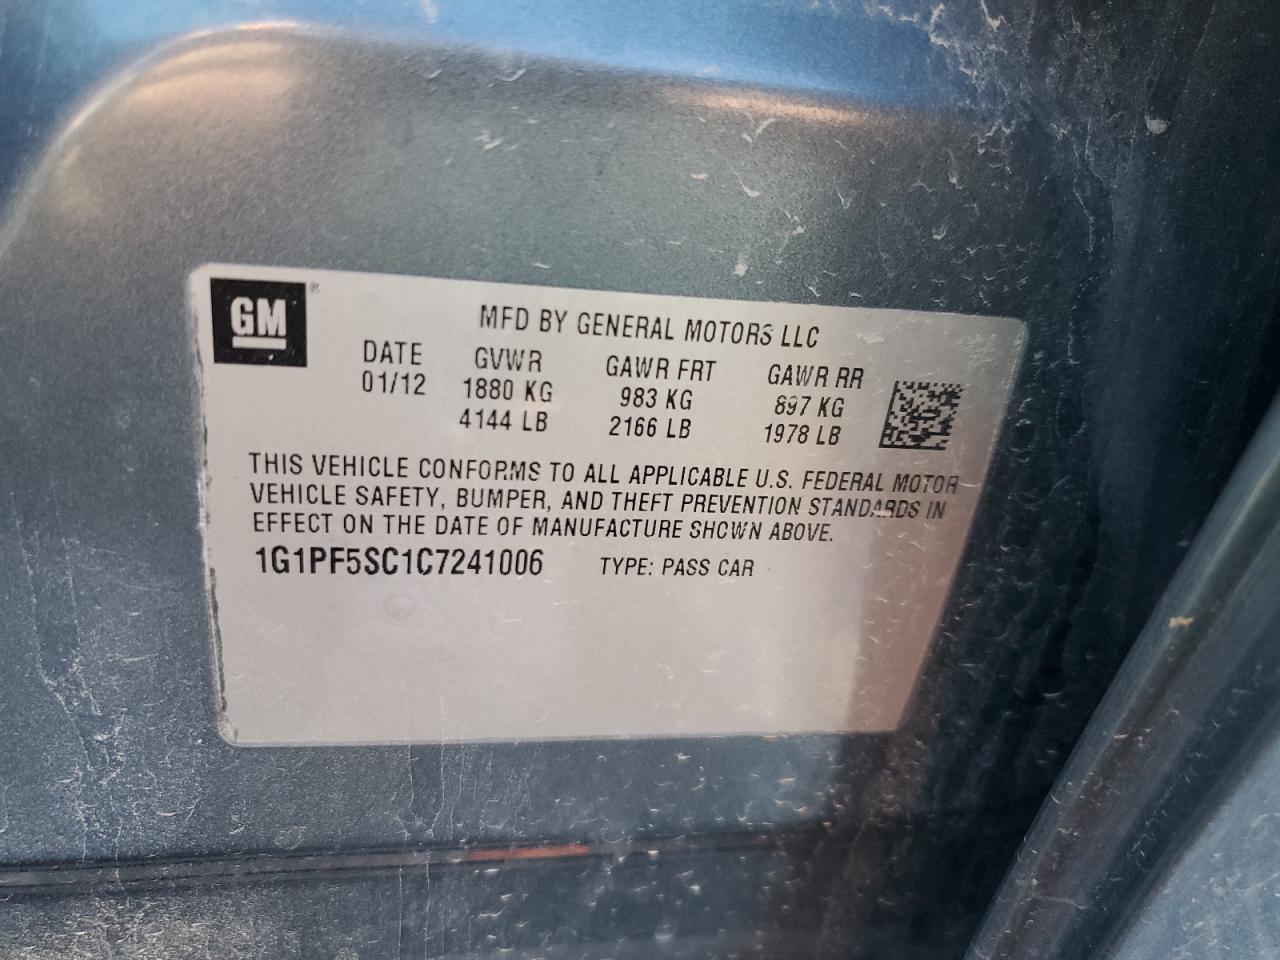 GM ®
MFD BY GENERAL MOTORS LLC
DATE GVWR GAWR FRT GAWR RR
01/12 1880 KG 983 KG 897 KG
4144 LB 2166 LB 1978 LB
THIS VEHICLE CONFORMS TO ALL APPLICABLE U.S. FEDERAL MOTOR
VEHICLE SAFETY, BUMPER, AND THEFT PREVENTION STANDARDS IN
EFFECT ON THE DATE OF MANUFACTURE SHOWN ABOVE.
1G1PF5SC1C7241006 TYPE: PASS CAR